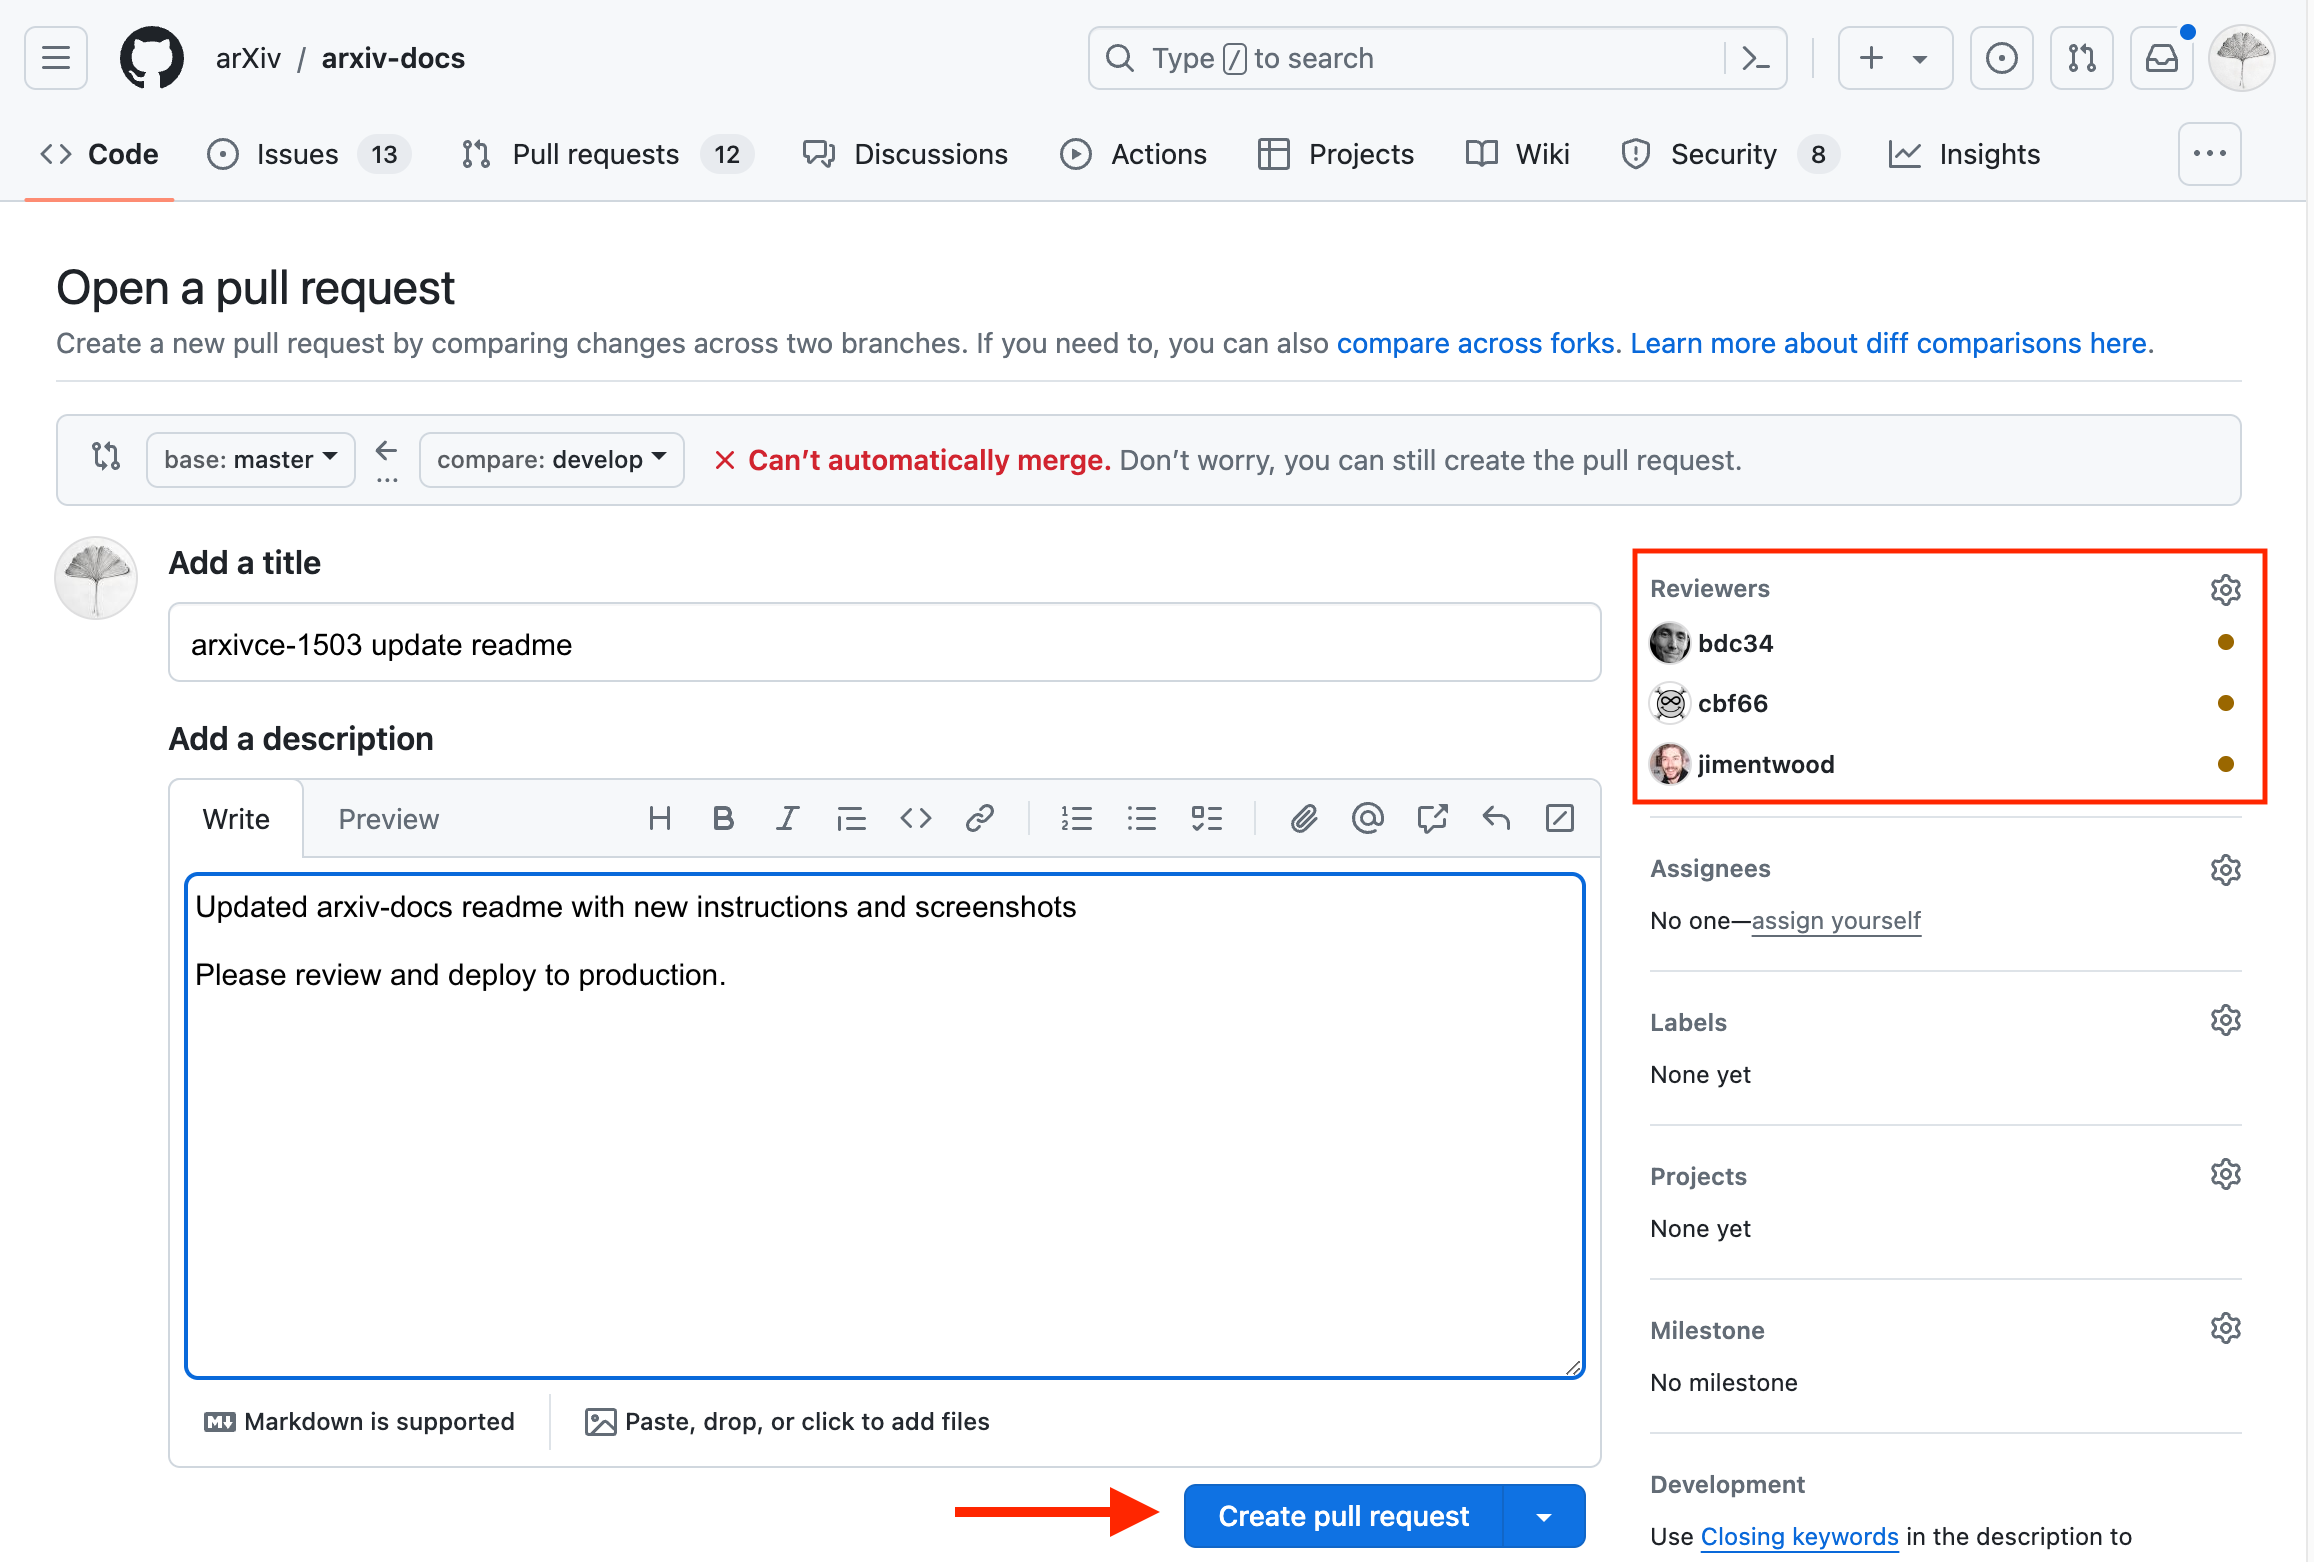 arXiv / arxiv-docs
Type / to search
Code
Issues 13
Pull requests 12
Discussions
Actions
Projects
Wiki
Security 8
Insights
Open a pull request
Create a new pull request by comparing changes across two branches. If you need to, you can also compare across forks. Learn more about diff comparisons here.
base: master
compare: develop
Can’t automatically merge. Don’t worry, you can still create the pull request.
Add a title
arxivce-1503 update readme
Add a description
Write
Preview
Updated arxiv-docs readme with new instructions and screenshots
Please review and deploy to production.
Markdown is supported
Paste, drop, or click to add files
Create pull request
Reviewers
bdc34
cbf66
jimentwood
Assignees
No one—assign yourself
Labels
None yet
Projects
None yet
Milestone
No milestone
Development
Use Closing keywords in the description to